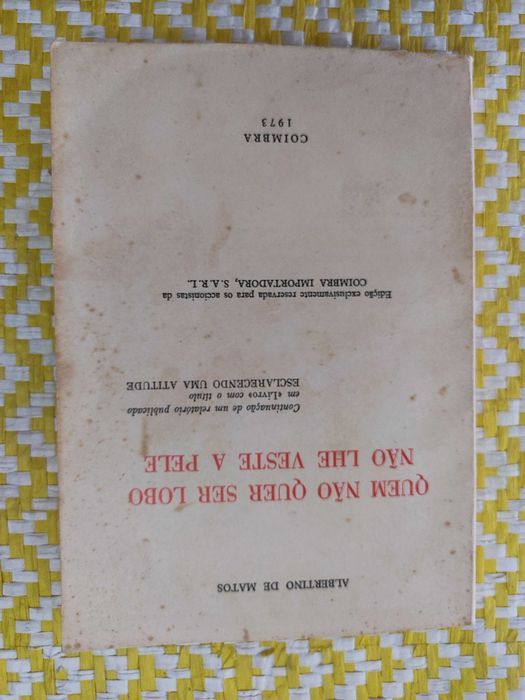 ALBERTINO DE MATOS
QUEM NÃO QUER SER LOBO
NÃO LHE VESTE A PELE
Continuação de um relatório publicado
em «Livro» com o título
ESCLARECENDO UMA ATITUDE
Edição exclusivamente reservada para os accionistas da
COIMBRA IMPORTADORA, S. A. R. L.
COIMBRA
1973